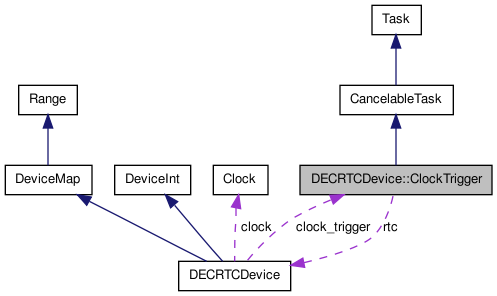 Task
Range
CancelableTask
DeviceMap
DeviceInt
Clock
DECRTCDevice::ClockTrigger
clock
clock_trigger
rtc
DECRTCDevice